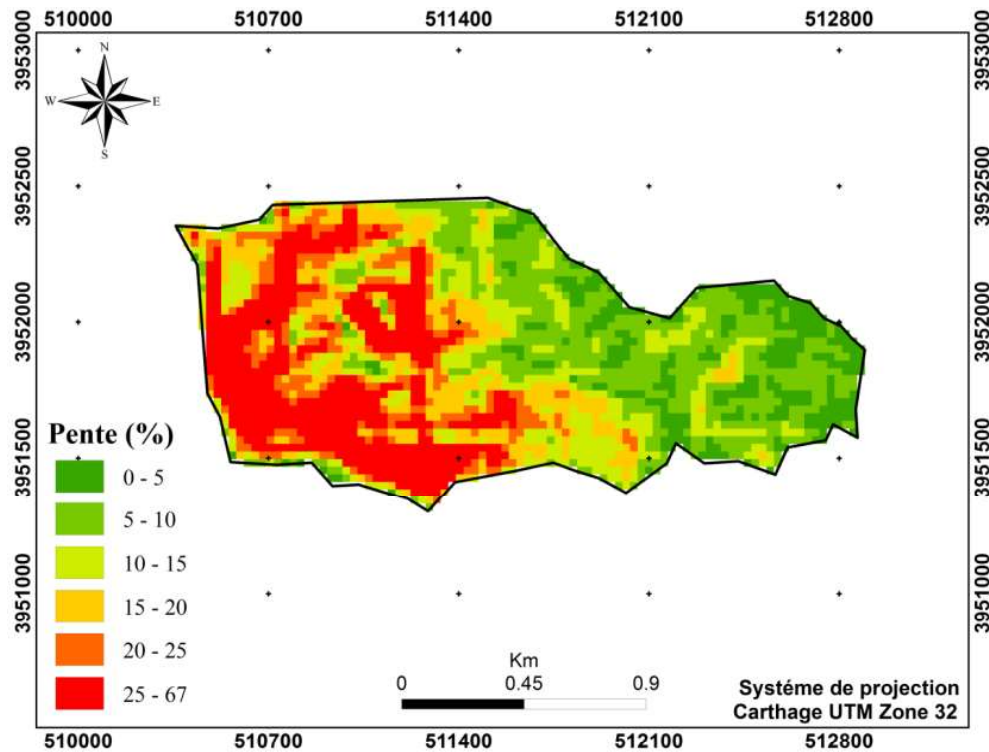 510000 510700 511400 512100 512800
3953000 3953000
N
W E
S
3952500 3952500
3952000 3952000
3951500 3951500
3951000 3951000
Pente (%)
0 - 5
5 - 10
10 - 15
15 - 20
20 - 25
25 - 67
Km
0 0.45 0.9
Systéme de projection
Carthage UTM Zone 32
510000 510700 511400 512100 512800